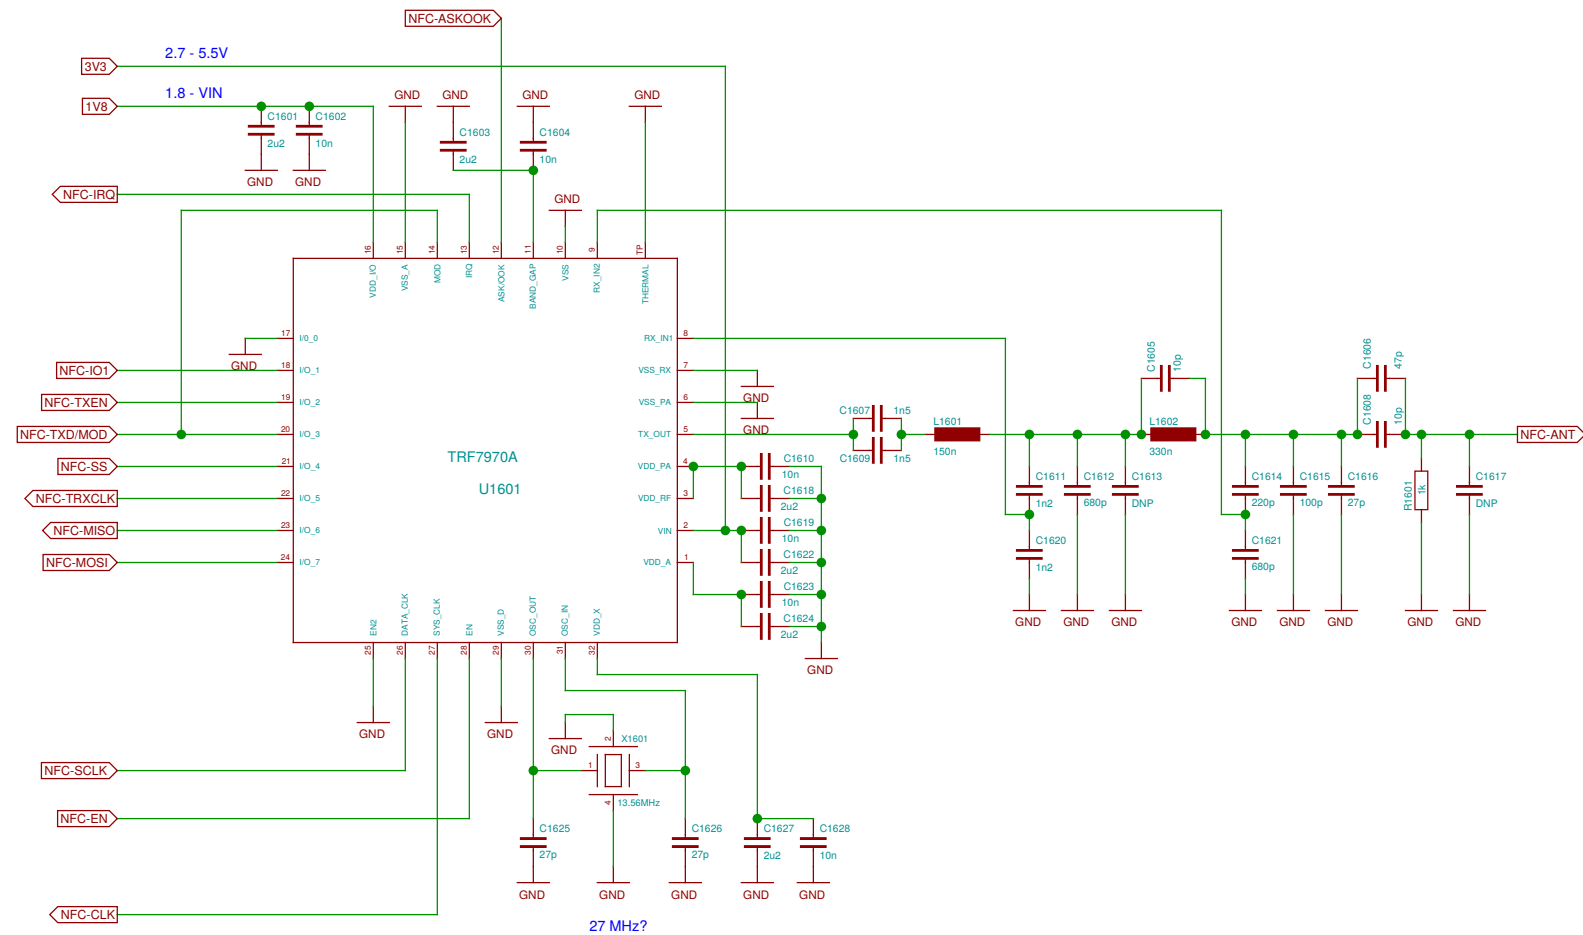 NFC-ASKOOK
2.7 - 5.5V
3V3
1.8 - VIN
1V8
GND GND GND GND
C1601 C1602
2u2 10n
C1603 C1604
2u2 10n
GND GND
NFC-IRQ
GND
16 15 14 13 12 11 10 9 TP
VDD_I/O VSS_A MOD IRQ ASK/OOK BAND_GAP VSS RX_IN2 THERMAL
17 I/0_0 RX_IN1 8
GND
NFC-IO1 18 I/O_1 VSS_RX 7
GND
NFC-TXEN 19 I/O_2 VSS_PA 6
GND
NFC-TXD/MOD 20 I/O_3 TX_OUT 5
NFC-SS 21 I/O_4 VDD_PA 4
NFC-TRXCLK 22 I/O_5 VDD_RF 3
NFC-MISO 23 I/O_6 VIN 2
NFC-MOSI 24 I/O_7 VDD_A 1
TRF7970A
U1601
C1607 1n5
C1609 1n5
L1601
150n
C1605
10p
L1602
330n
C1606
47p
C1608
10p
NFC-ANT
C1610
10n
C1618
2u2
C1619
10n
C1622
2u2
C1623
10n
C1624
2u2
GND
C1611 C1612 C1613
1n2 680p DNP
C1620
1n2
C1614 C1615 C1616
220p 100p 27p
C1621
680p
R1601
1k
C1617
DNP
GND GND GND GND GND GND GND GND
EN2 DATA_CLK SYS_CLK EN VSS_D OSC_OUT OSC_IN VDD_X
25 26 27 28 29 30 31 32
GND GND GND
X1601
2
1 3
4
13.56MHz
NFC-SCLK
NFC-EN
C1625
27p
C1626
27p
C1627
2u2
C1628
10n
GND GND GND GND GND
NFC-CLK
27 MHz?